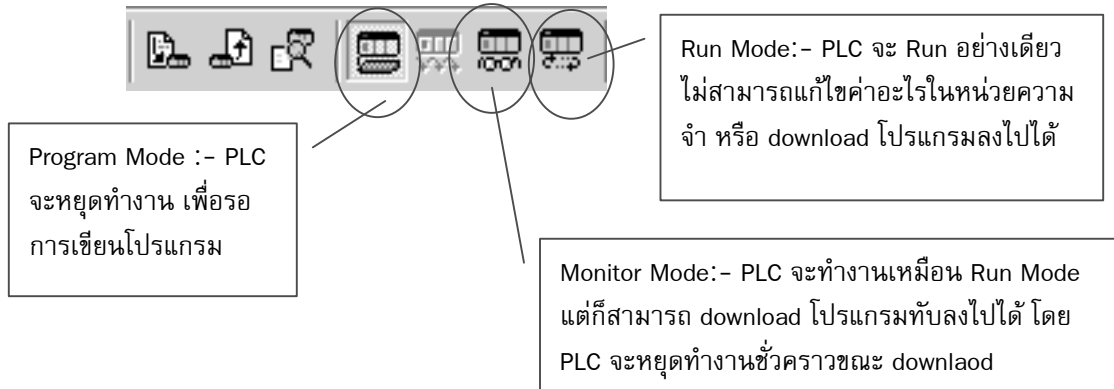 Run Mode:- PLC จะ Run อย่างเดียว
ไม่สามารถแก้ไขค่าอะไรในหน่วยความ
จำ หรือ download โปรแกรมลงไปได้
Program Mode :- PLC
จะหยุดทำงาน เพื่อรอ
การเขียนโปรแกรม
Monitor Mode:- PLC จะทำงานเหมือน Run Mode
แต่ก็สามารถ download โปรแกรมทับลงไปได้ โดย
PLC จะหยุดทำงานชั่วคราวขณะ downlaod